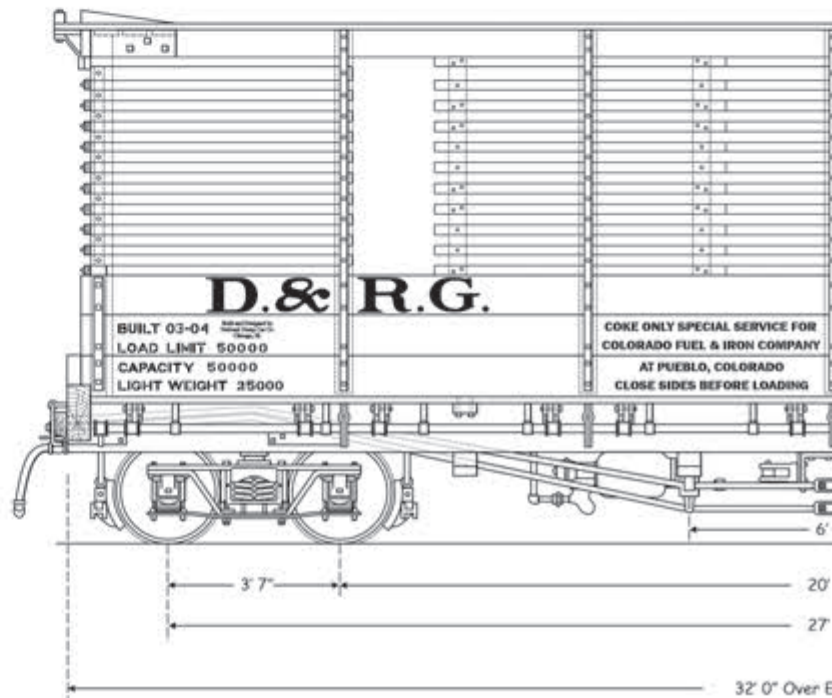 D.& R.G.
BUILT 03-04
LOAD LIMIT 50000
CAPACITY 50000
LIGHT WEIGHT 25000
COKE ONLY SPECIAL SERVICE FOR
COLORADO FUEL & IRON COMPANY
AT PUEBLO, COLORADO
CLOSE SIDES BEFORE LOADING
6'
3' 7"
20'
27'
32' 0" Over